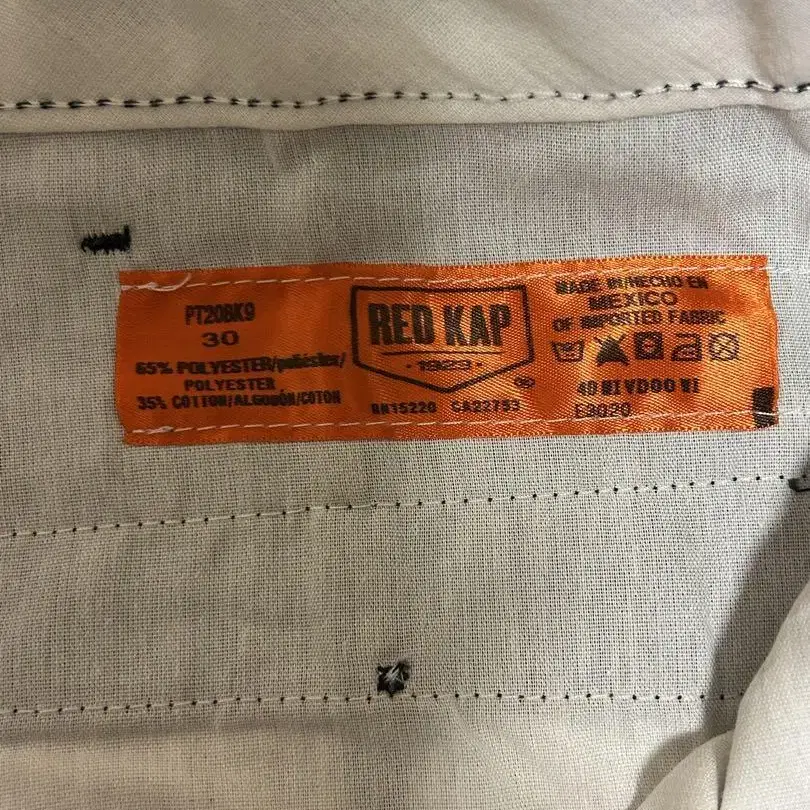 PT20BK9
30
65% POLYESTER/poliéster/
POLYESTER
35% COTTON/ALGODÓN/COTON
RED KAP
·1923·
®
RN15220 CA22753
MADE IN/HECHO EN
MEXICO
OF IMPORTED FABRIC
E3020